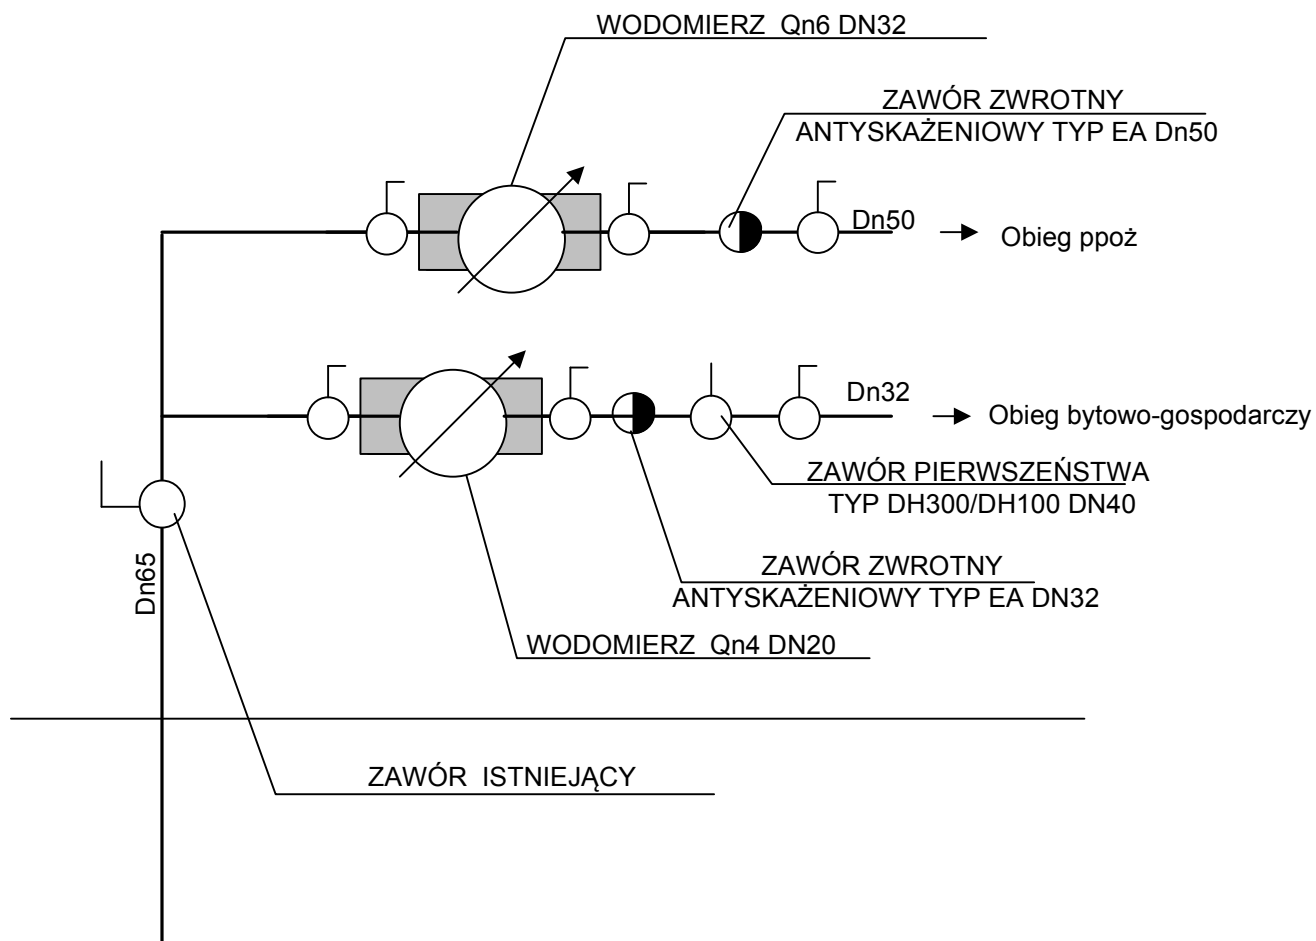 WODOMIERZ Qn6 DN32
ZAWÓR ZWROTNY
ANTYSKAŻENIOWY TYP EA Dn50
Dn50
Obieg ppoż
Dn32
Obieg bytowo-gospodarczy
ZAWÓR PIERWSZEŃSTWA
TYP DH300/DH100 DN40
Dn65
ZAWÓR ZWROTNY
ANTYSKAŻENIOWY TYP EA DN32
WODOMIERZ Qn4 DN20
ZAWÓR ISTNIEJĄCY